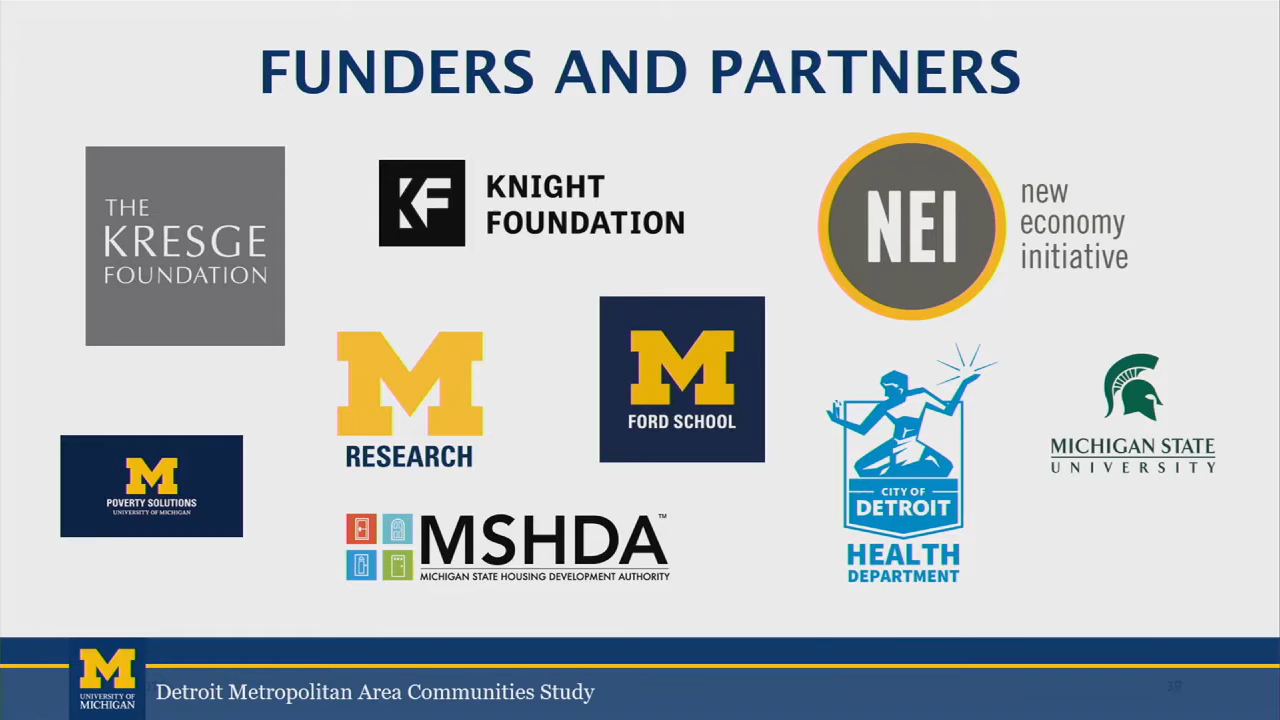 FUNDERS AND PARTNERS
THE
KRESGE
FOUNDATION
KF
KNIGHT
FOUNDATION
NEI
new
economy
initiative
M
RESEARCH
M
FORD SCHOOL
M
POVERTY SOLUTIONS
UNIVERSITY OF MICHIGAN
MSHDA™
MICHIGAN STATE HOUSING DEVELOPMENT AUTHORITY
CITY OF
DETROIT
HEALTH
DEPARTMENT
MICHIGAN STATE
UNIVERSITY
M
UNIVERSITY OF
MICHIGAN
Detroit Metropolitan Area Communities Study